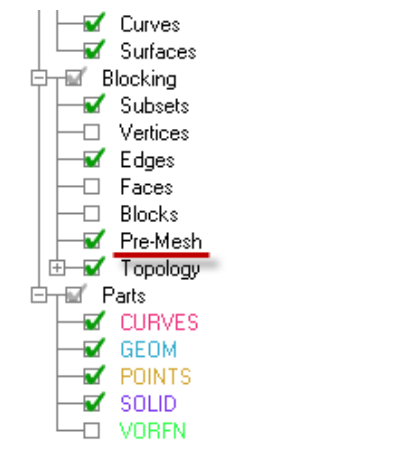 Curves
Surfaces
Blocking
Subsets
Vertices
Edges
Faces
Blocks
Pre-Mesh
Topology
Parts
CURVES
GEOM
POINTS
SOLID
VORFN